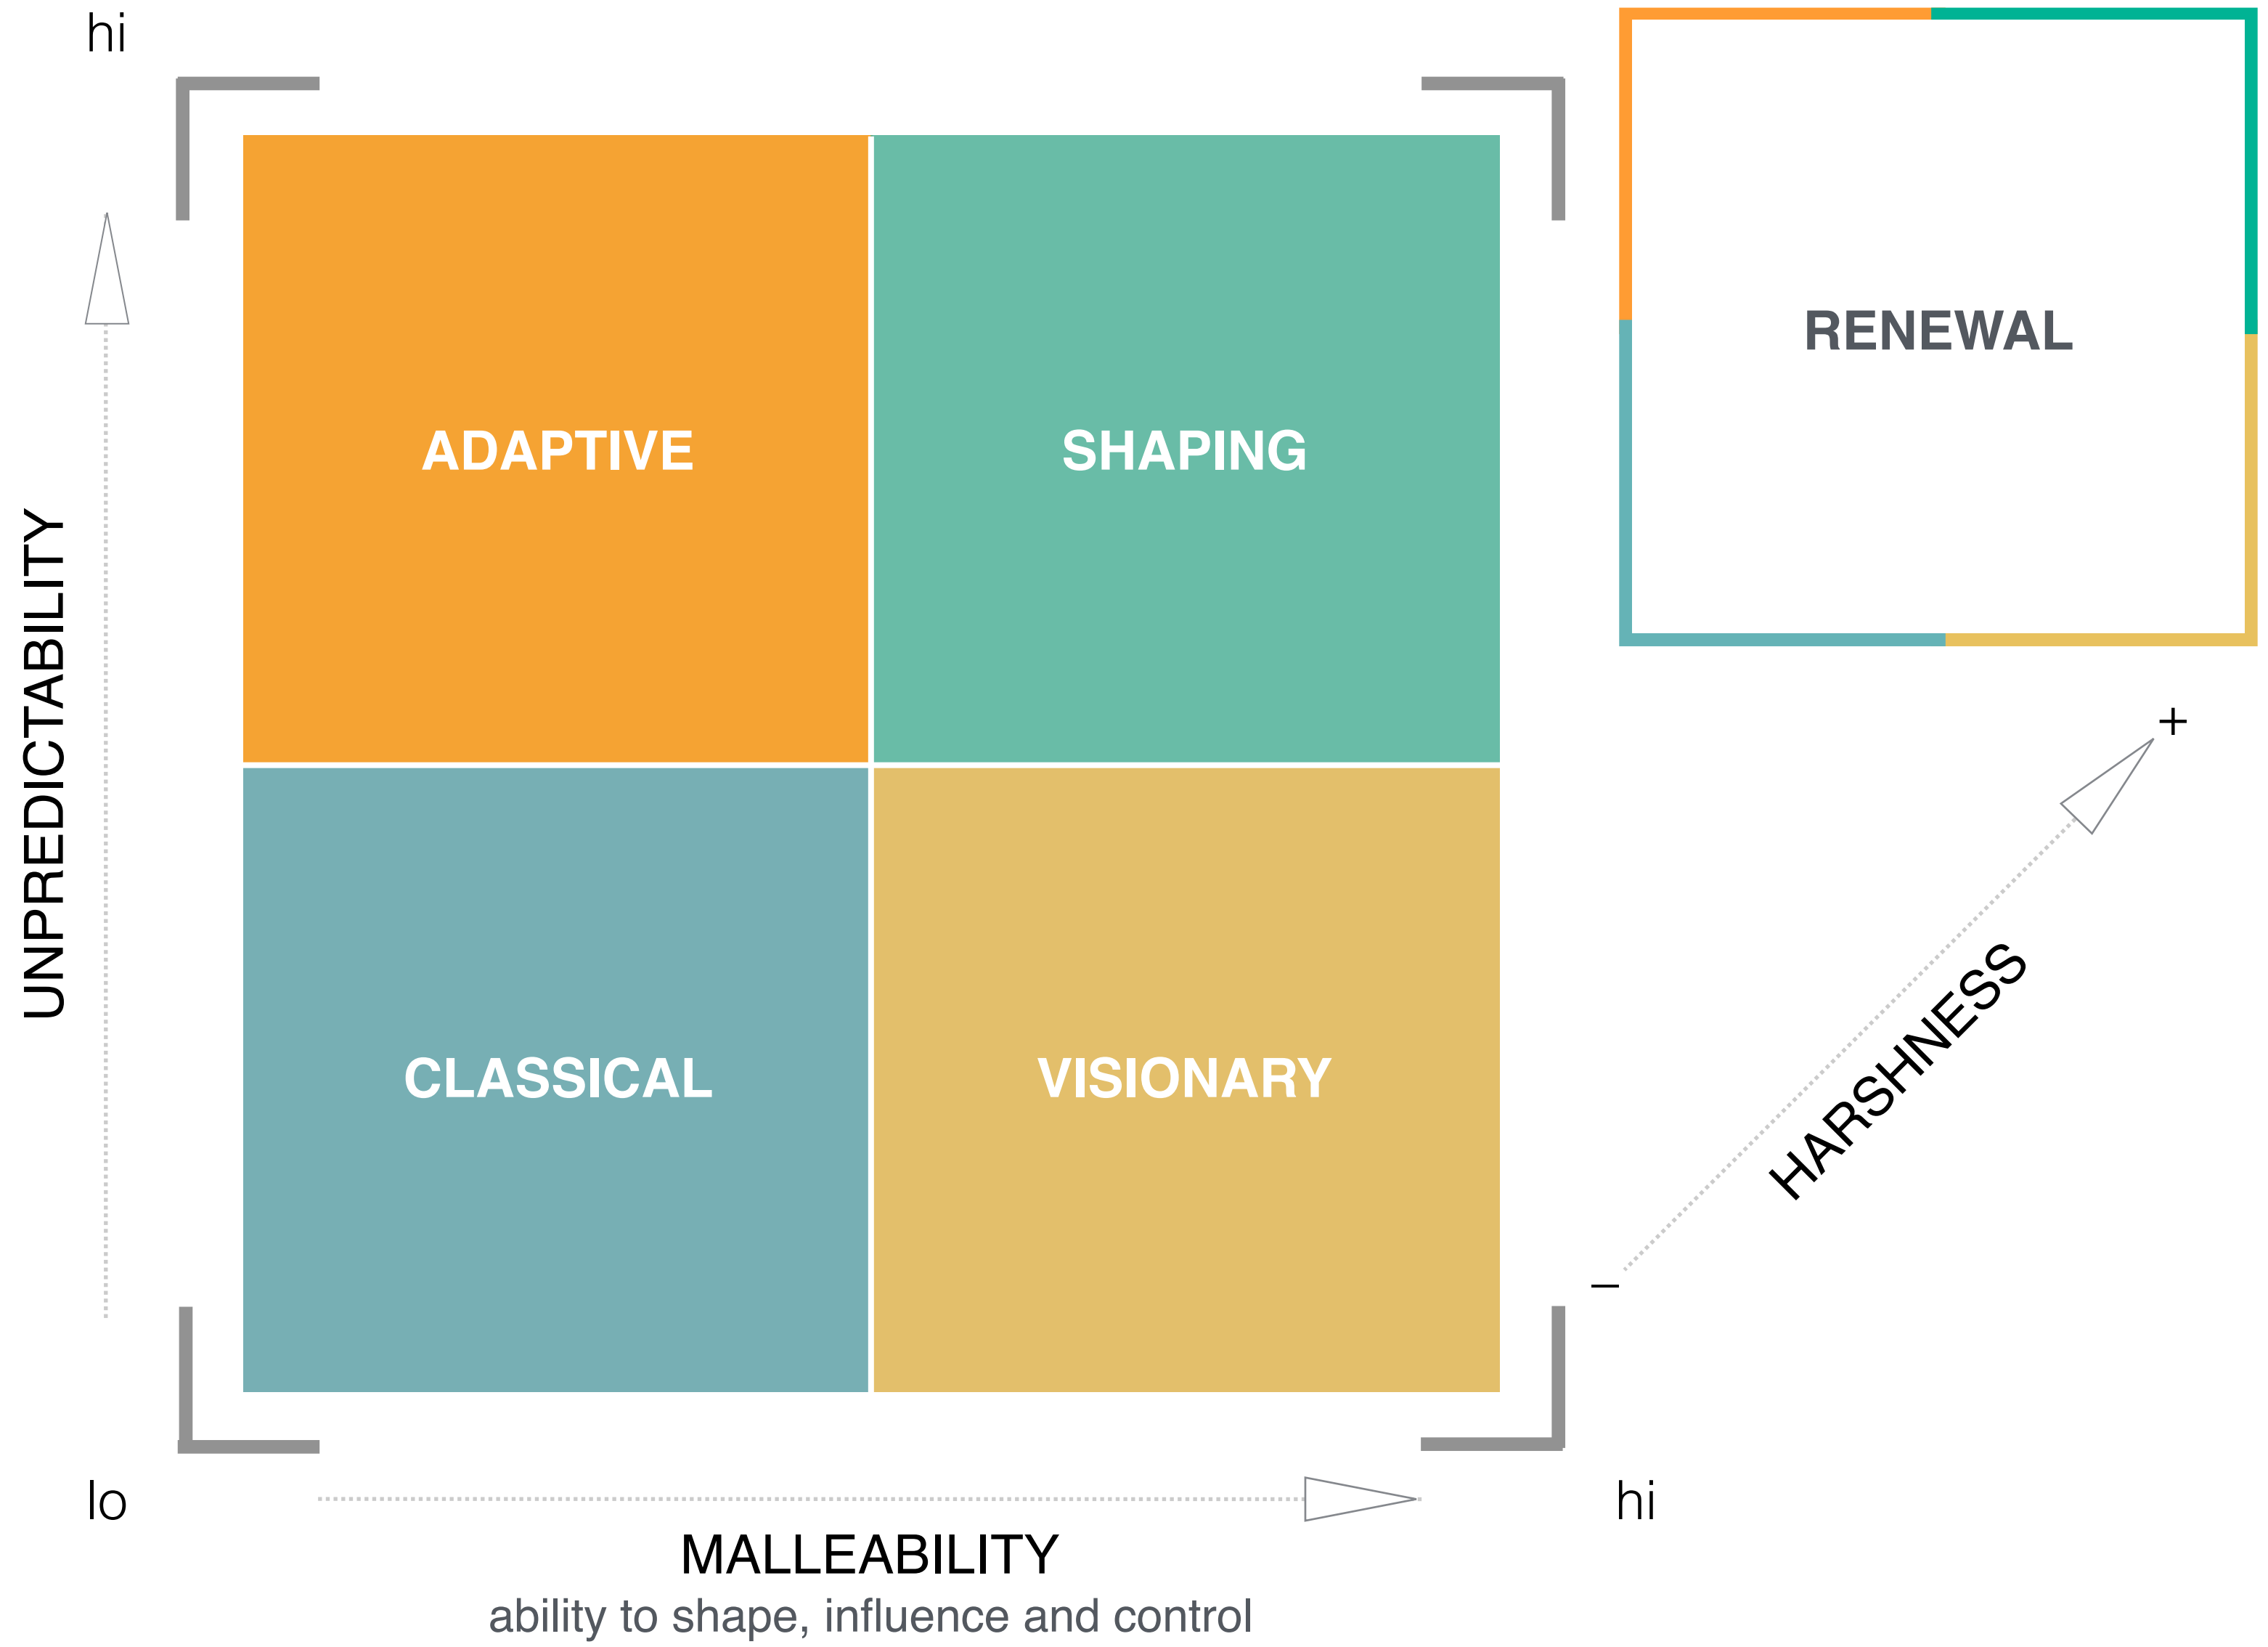 hi
RENEWAL
ADAPTIVE
SHAPING
UNPREDICTABILITY
+
HARSHNESS
–
CLASSICAL
VISIONARY
lo
hi
MALLEABILITY
ability to shape, influence and control